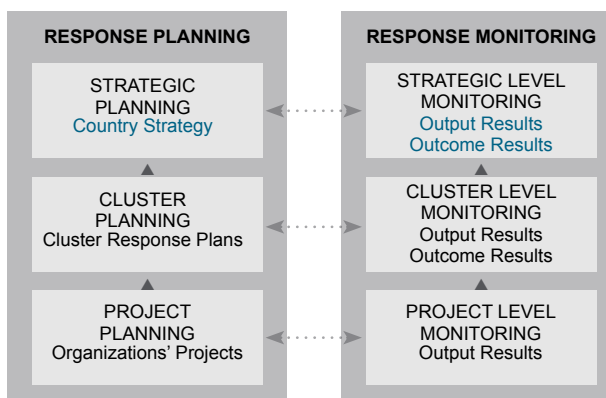 RESPONSE PLANNING
STRATEGIC
PLANNING
Country Strategy
CLUSTER
PLANNING
Cluster Response Plans
PROJECT
PLANNING
Organizations’ Projects
RESPONSE MONITORING
STRATEGIC LEVEL
MONITORING
Output Results
Outcome Results
CLUSTER LEVEL
MONITORING
Output Results
Outcome Results
PROJECT LEVEL
MONITORING
Output Results